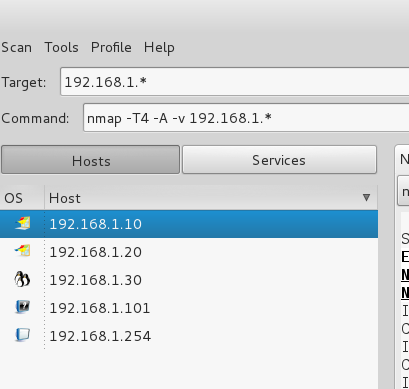 Scan Tools Profile Help
Target: 192.168.1.*
Command: nmap -T4 -A -v 192.168.1.*
Hosts Services
OS Host
192.168.1.10
192.168.1.20
192.168.1.30
192.168.1.101
192.168.1.254